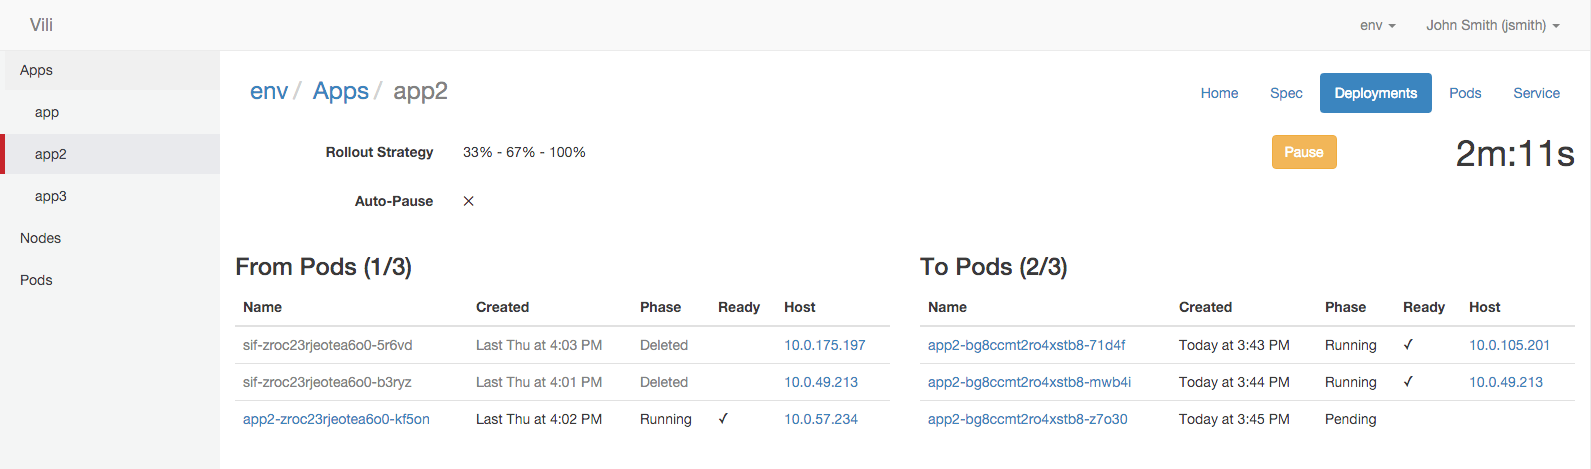 Vili env John Smith (jsmith)
Apps
app
app2
app3
Nodes
Pods
env / Apps / app2
Home Spec Deployments Pods Service
Rollout Strategy 33% - 67% - 100% Pause 2m:11s
Auto-Pause ×
From Pods (1/3)
Name Created Phase Ready Host
sif-zroc23rjeotea6o0-5r6vd Last Thu at 4:03 PM Deleted 10.0.175.197
sif-zroc23rjeotea6o0-b3ryz Last Thu at 4:01 PM Deleted 10.0.49.213
app2-zroc23rjeotea6o0-kf5on Last Thu at 4:02 PM Running ✓ 10.0.57.234
To Pods (2/3)
Name Created Phase Ready Host
app2-bg8ccmt2ro4xstb8-71d4f Today at 3:43 PM Running ✓ 10.0.105.201
app2-bg8ccmt2ro4xstb8-mwb4i Today at 3:44 PM Running ✓ 10.0.49.213
app2-bg8ccmt2ro4xstb8-z7o30 Today at 3:45 PM Pending